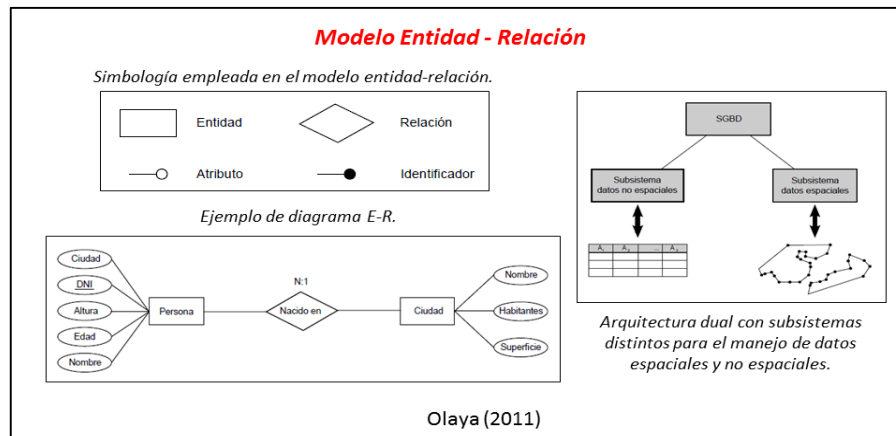 Modelo Entidad - Relación
Simbología empleada en el modelo entidad-relación.
Entidad
Relación
Atributo
Identificador
Ejemplo de diagrama E-R.
Ciudad
DNI
Altura
Edad
Nombre
Persona
N:1
Nacido en
Ciudad
Nombre
Habitantes
Superficie
SGBD
Subsistema
datos no espaciales
Subsistema
datos espaciales
A₁ A₂ ...
Arquitectura dual con subsistemas
distintos para el manejo de datos
espaciales y no espaciales.
Olaya (2011)